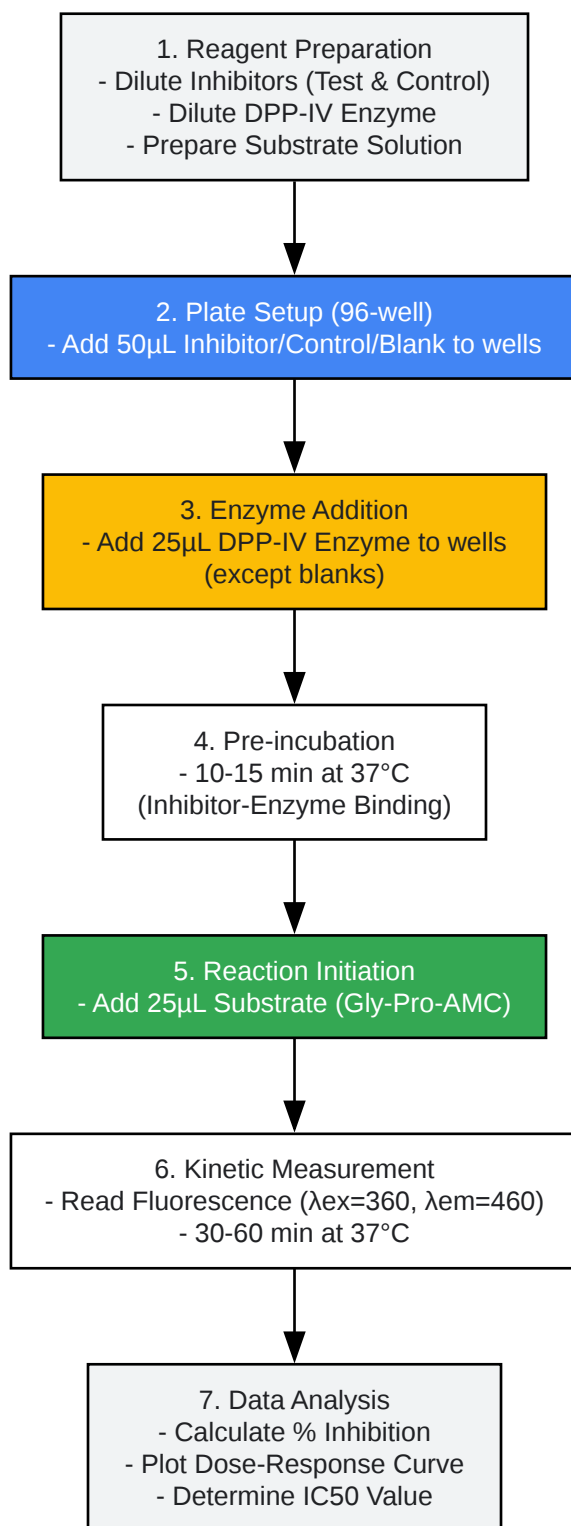 1. Reagent Preparation
- Dilute Inhibitors (Test & Control)
- Dilute DPP-IV Enzyme
- Prepare Substrate Solution
2. Plate Setup (96-well)
- Add 50µL Inhibitor/Control/Blank to wells
3. Enzyme Addition
- Add 25µL DPP-IV Enzyme to wells
(except blanks)
4. Pre-incubation
- 10-15 min at 37°C
(Inhibitor-Enzyme Binding)
5. Reaction Initiation
- Add 25µL Substrate (Gly-Pro-AMC)
6. Kinetic Measurement
- Read Fluorescence (λex=360, λem=460)
- 30-60 min at 37°C
7. Data Analysis
- Calculate % Inhibition
- Plot Dose-Response Curve
- Determine IC50 Value